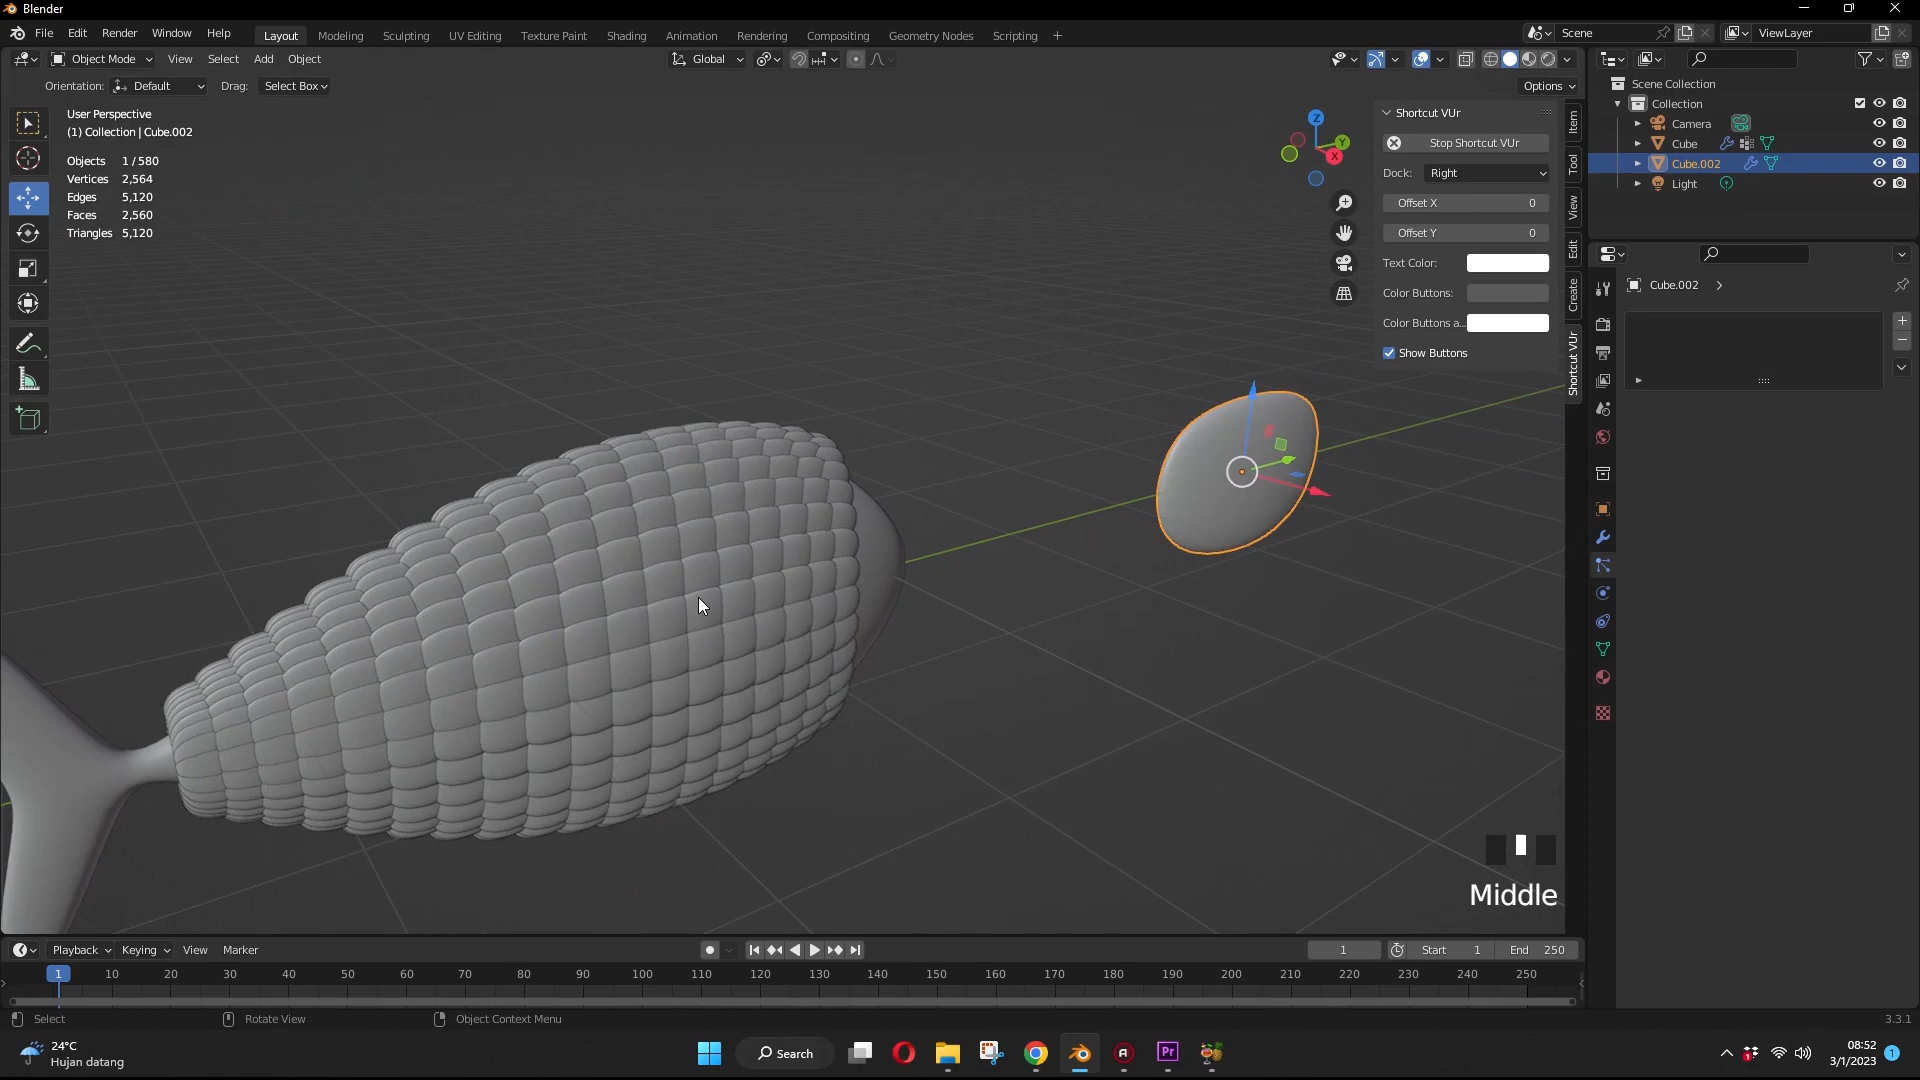 Blender
File Edit Render Window Help
Layout Modeling Sculpting UV Editing Texture Paint Shading Animation Rendering Compositing Geometry Nodes Scripting +
Scene
ViewLayer
Object Mode View Select Add Object
Global
Orientation: Default Drag: Select Box
Options
User Perspective
(1) Collection | Cube.002
Objects 1 / 580
Vertices 2,564
Edges 5,120
Faces 2,560
Triangles 5,120
Z
Y
X
Shortcut VUr
Stop Shortcut VUr
Dock: Right
Offset X 0
Offset Y 0
Text Color:
Color Buttons:
Color Buttons a...
Show Buttons
Item
Tool
View
Edit
Create
Shortcut VUr
Scene Collection
Collection
Camera
Cube
Cube.002
Light
Cube.002
Middle
Playback Keying View Marker
1
Start 1
End 250
1 10 20 30 40 50 60 70 80 90 100 110 120 130 140 150 160 170 180 190 200 210 220 230 240 250
Select
Rotate View
Object Context Menu
3.3.1
24°C
Hujan datang
Search
Pr
08:52
3/1/2023
1